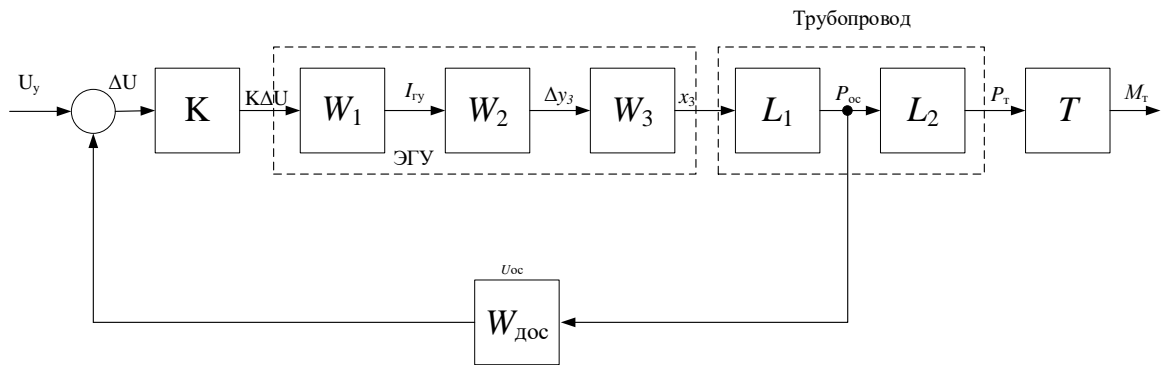 Трубопровод
Uу
ΔU
K
KΔU
W1
Iгу
W2
Δy3
W3
x3
L1
Pос
L2
Pт
T
Mт
ЭГУ
Uос
Wдос